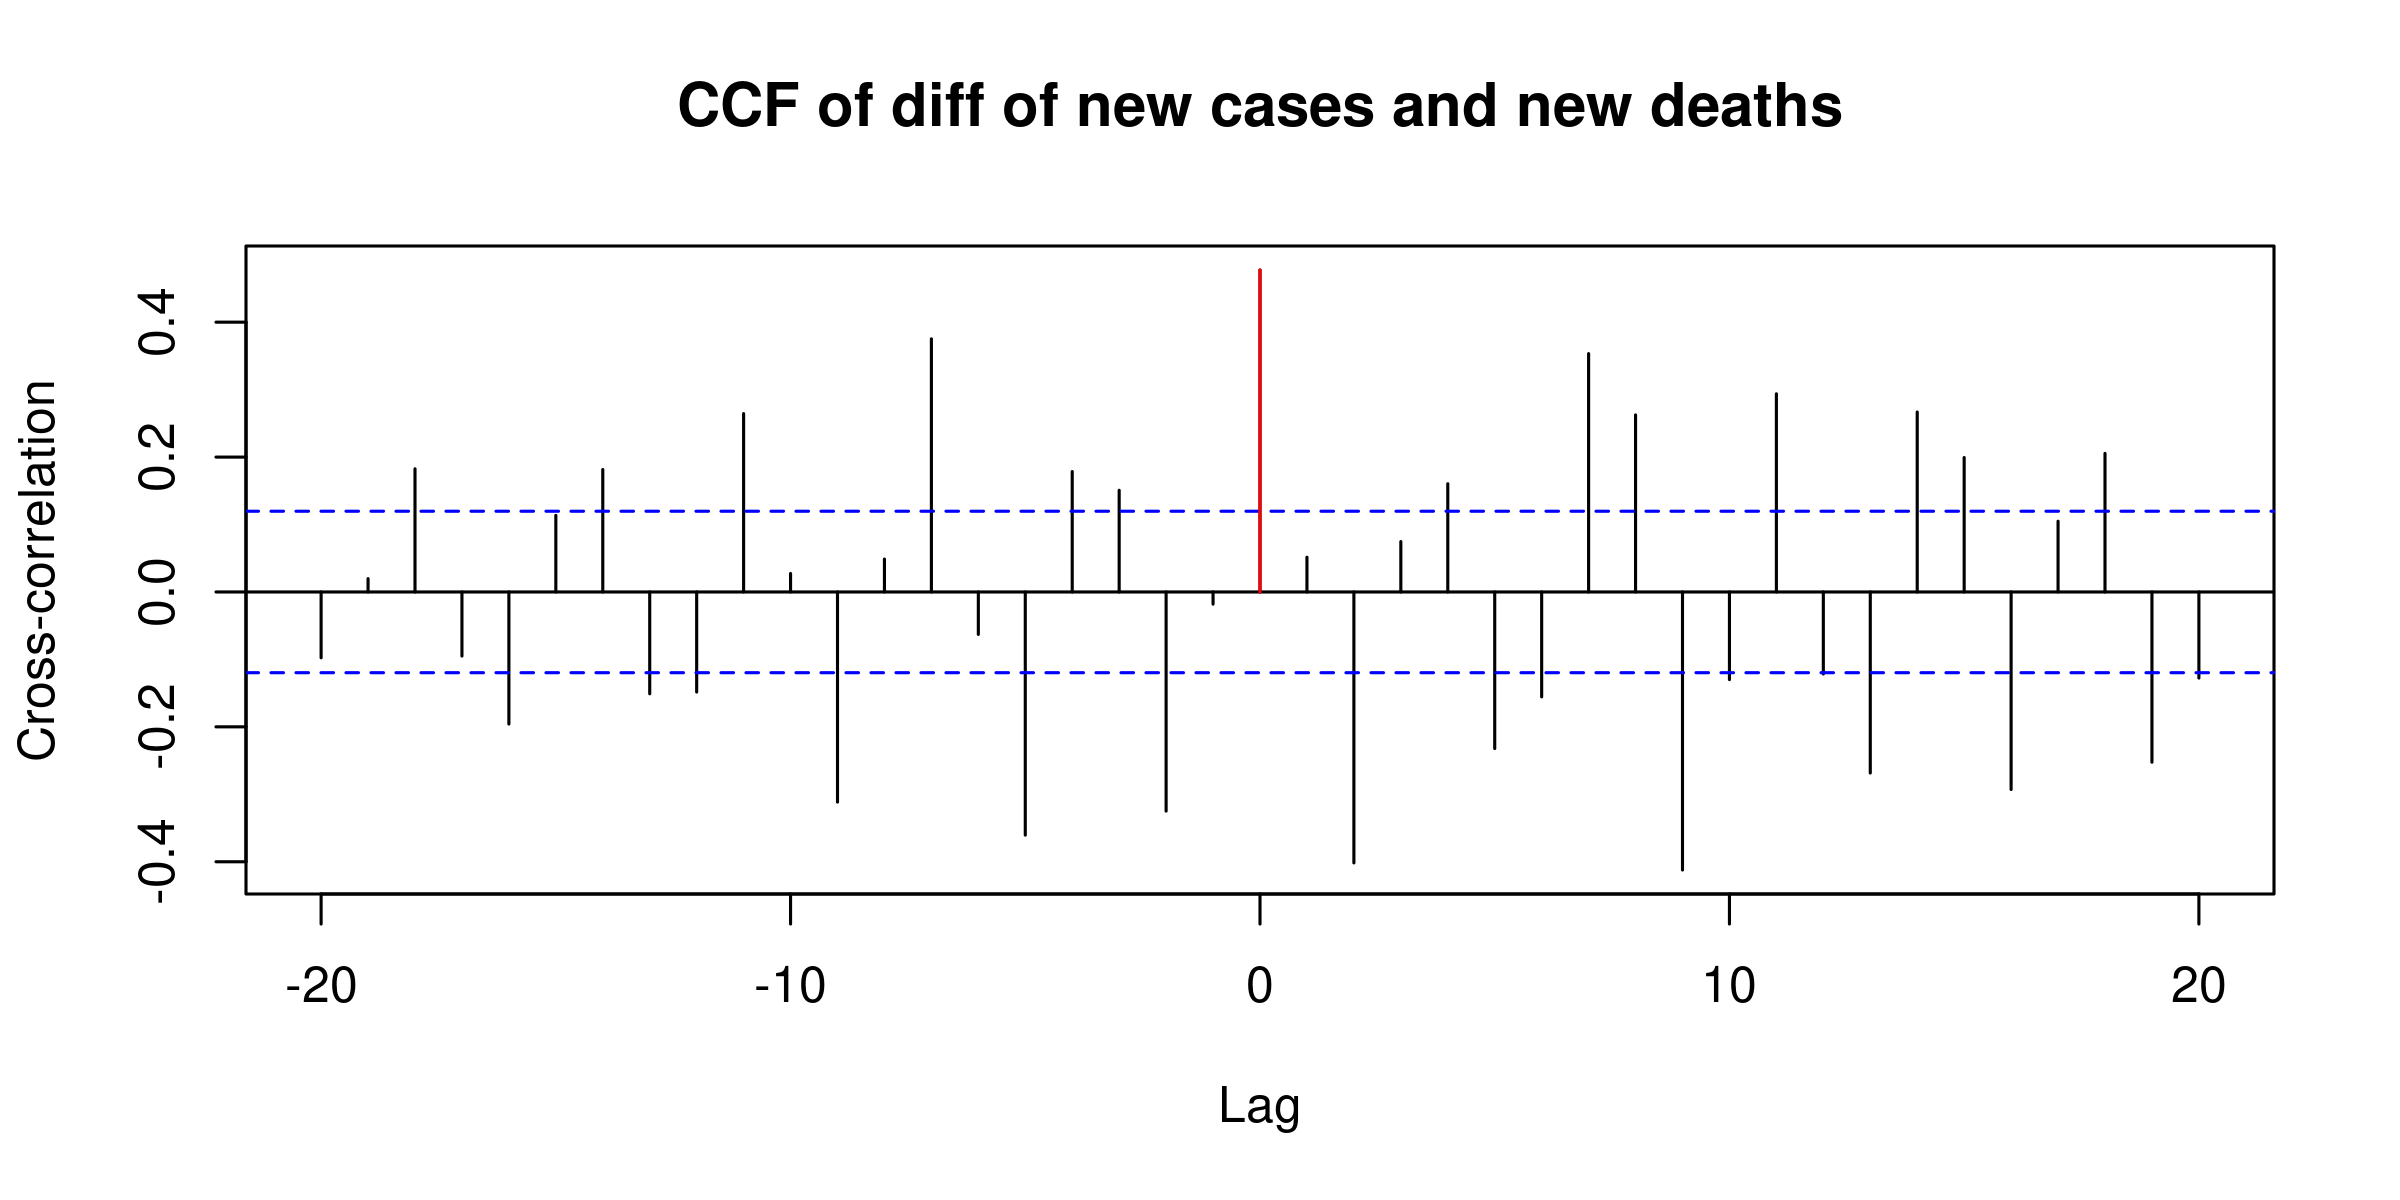 CCF of diff of new cases and new deaths
Cross-correlation
0.4
0.2
0.0
-0.2
-0.4
-20 -10 0 10 20
Lag